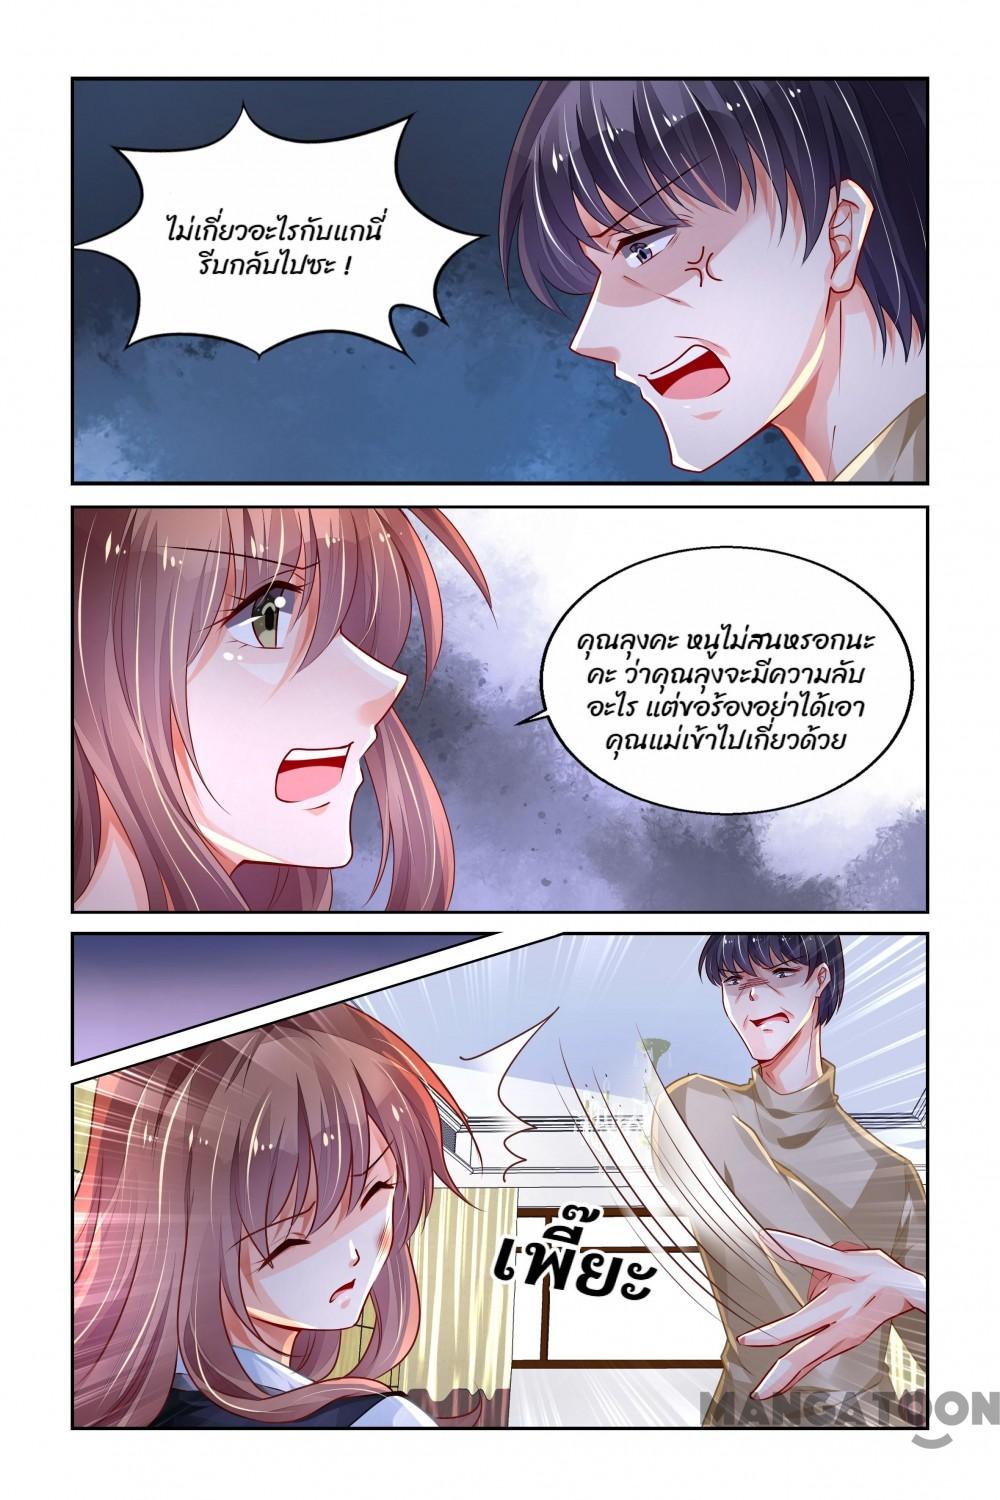 ไม่เกี่ยวอะไรกับแกนี่
รีบกลับไปซะ !
คุณลุงคะ หนูไม่สนหรอกนะ
คะ ว่าคุณลุงจะมีความลับ
อะไร แต่ขอร้องอย่าได้เอา
คุณแม่เข้าไปเกี่ยวด้วย
เพี๊ยะ
MANGATOON